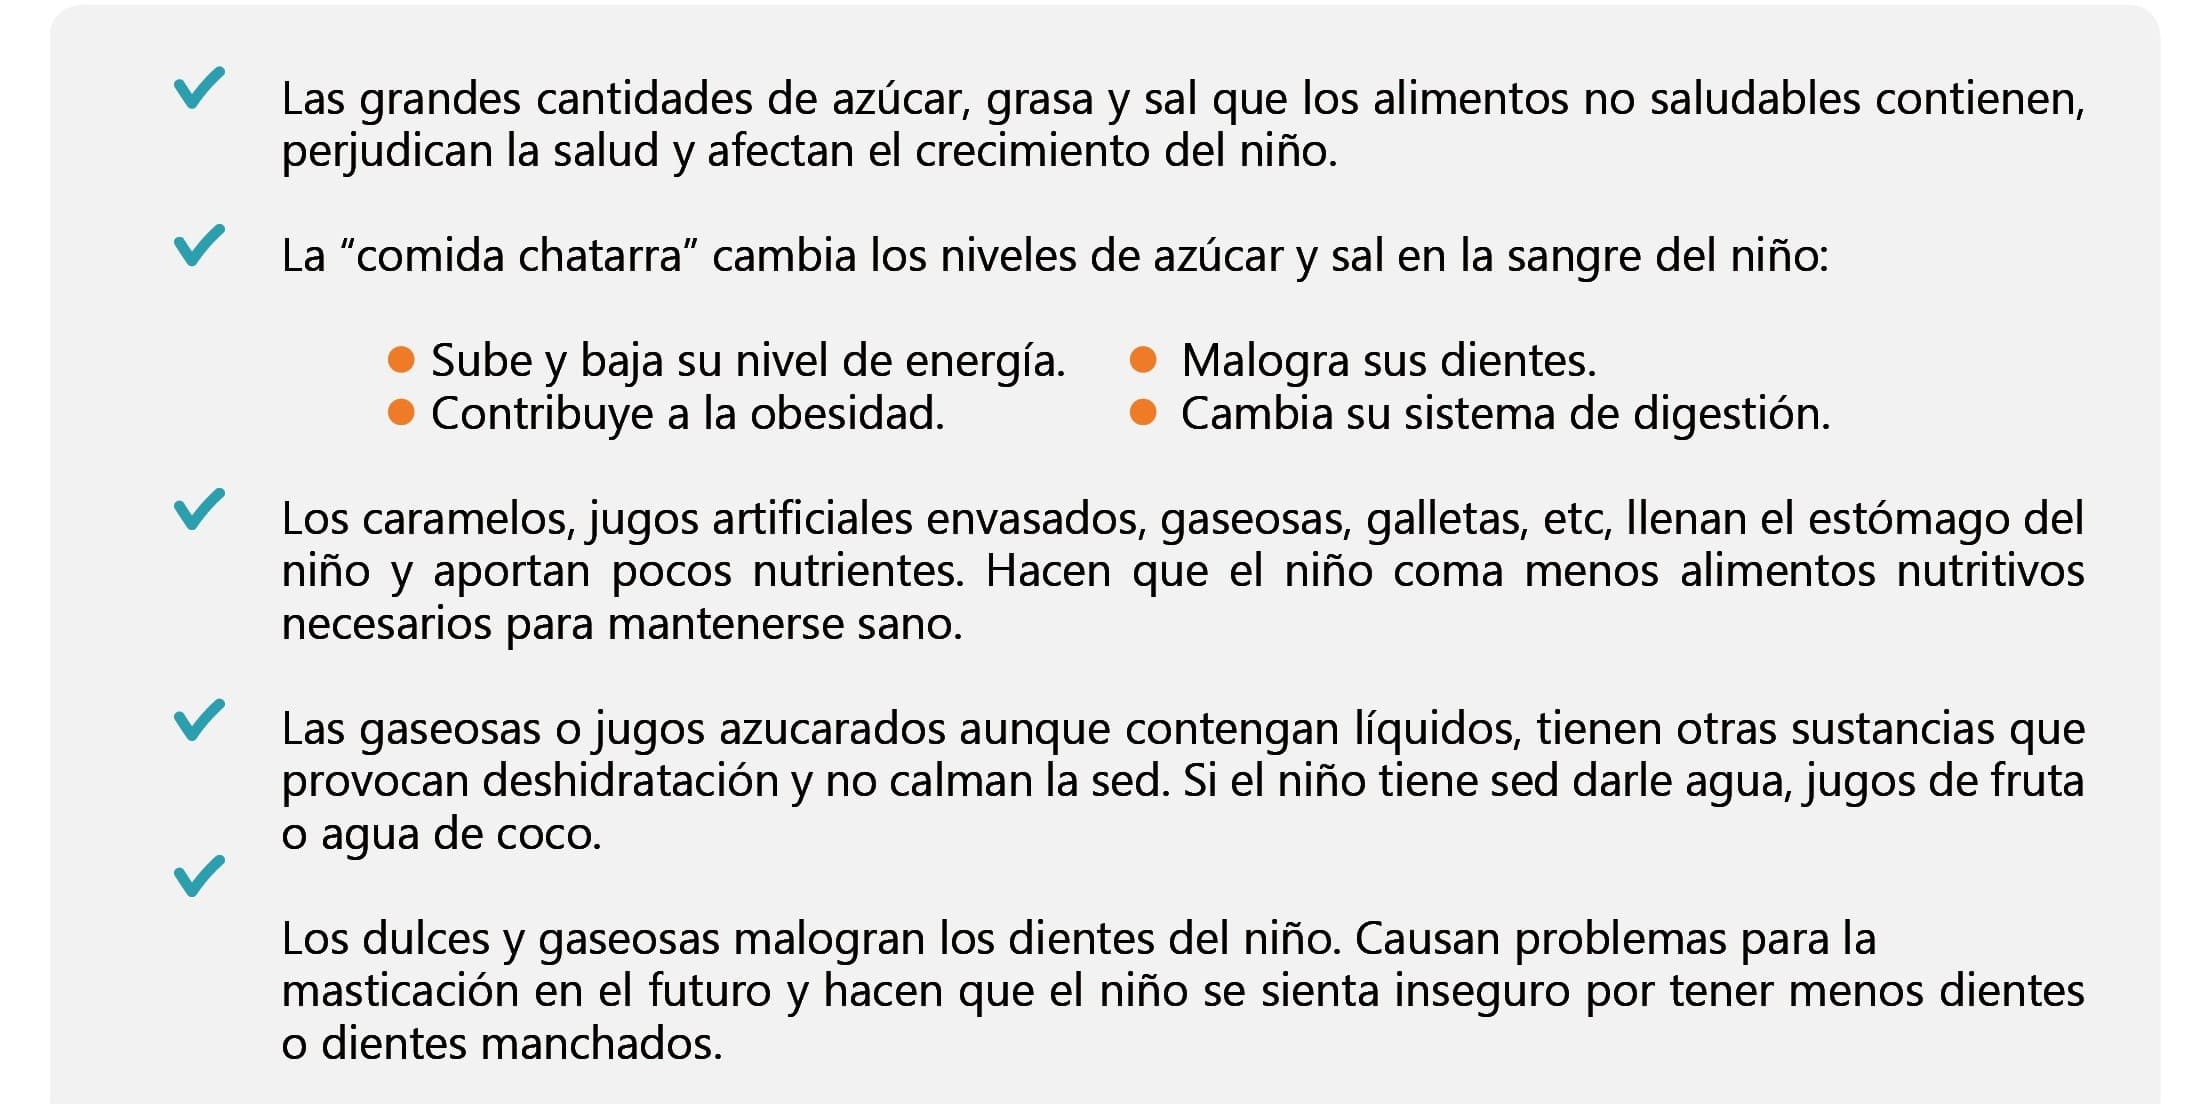 Las grandes cantidades de azúcar, grasa y sal que los alimentos no saludables contienen,
perjudican la salud y afectan el crecimiento del niño.
La “comida chatarra” cambia los niveles de azúcar y sal en la sangre del niño:
Sube y baja su nivel de energía.
Contribuye a la obesidad.
Malogra sus dientes.
Cambia su sistema de digestión.
Los caramelos, jugos artificiales envasados, gaseosas, galletas, etc, llenan el estómago del
niño y aportan pocos nutrientes. Hacen que el niño coma menos alimentos nutritivos
necesarios para mantenerse sano.
Las gaseosas o jugos azucarados aunque contengan líquidos, tienen otras sustancias que
provocan deshidratación y no calman la sed. Si el niño tiene sed darle agua, jugos de fruta
o agua de coco.
Los dulces y gaseosas malogran los dientes del niño. Causan problemas para la
masticación en el futuro y hacen que el niño se sienta inseguro por tener menos dientes
o dientes manchados.